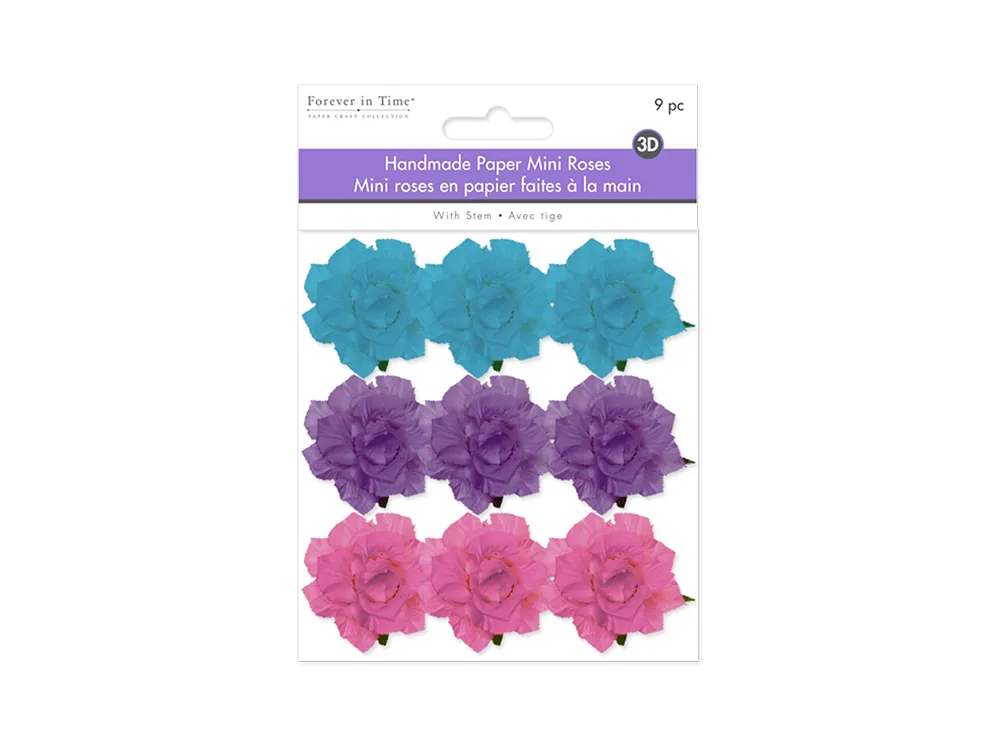 Forever in Time®
PAPER CRAFT COLLECTION
9 pc
3D
Handmade Paper Mini Roses
Mini roses en papier faites à la main
With Stem • Avec tige